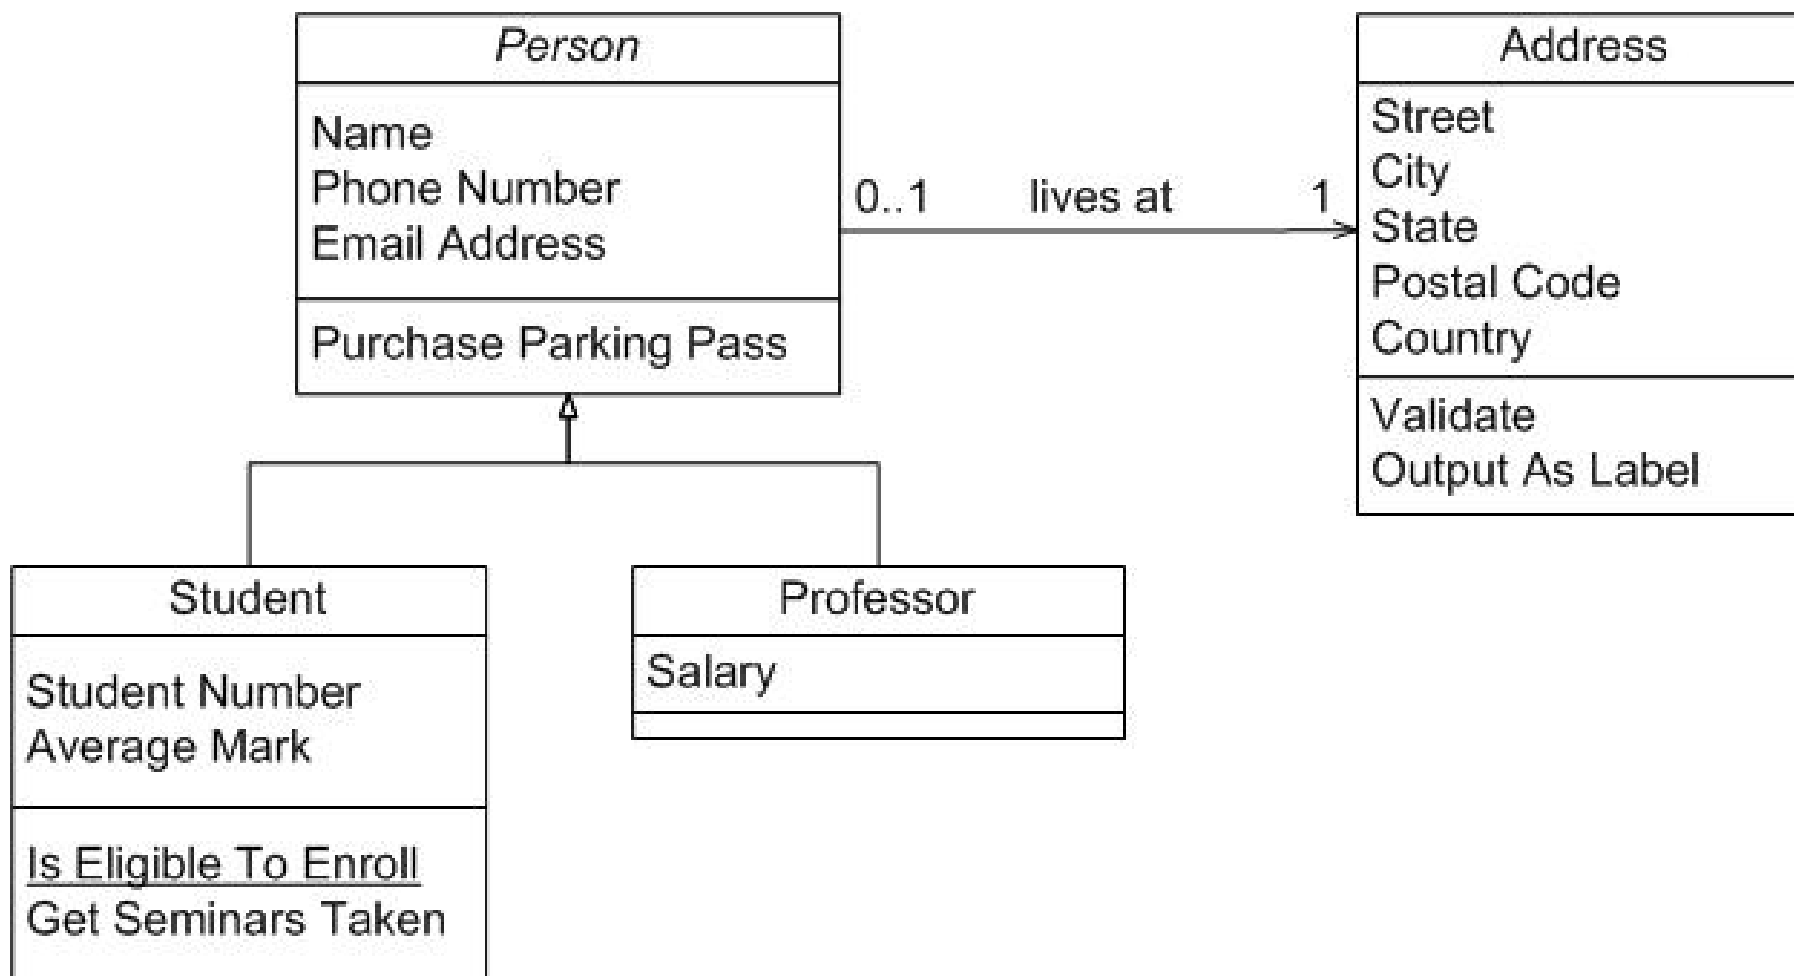 Person
Name
Phone Number
Email Address
Purchase Parking Pass
0..1 lives at 1
Address
Street
City
State
Postal Code
Country
Validate
Output As Label
Student
Student Number
Average Mark
Is Eligible To Enroll
Get Seminars Taken
Professor
Salary